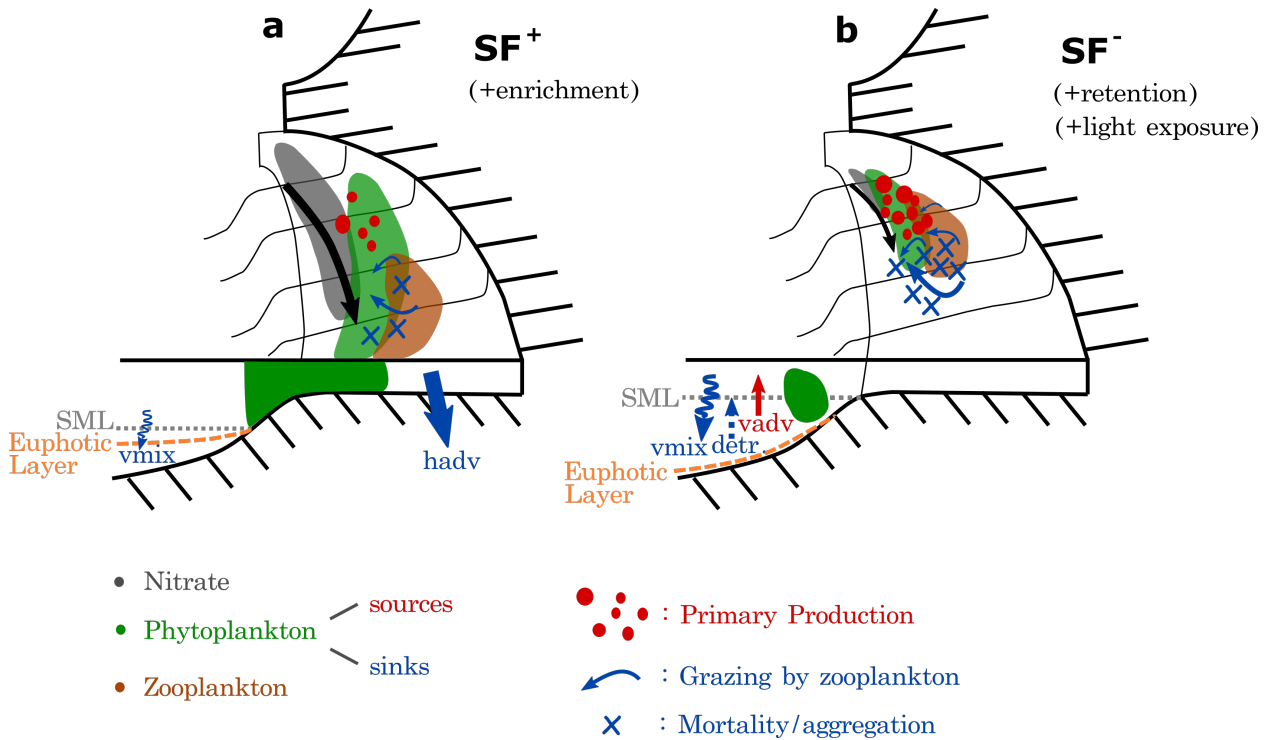 a
SF+
(+enrichment)
SML
Euphotic
Layer
vmix
hadv
b
SF-
(+retention)
(+light exposure)
SML
vmix
detr.
vadv
Euphotic
Layer
Nitrate
Phytoplankton
sources
sinks
Zooplankton
: Primary Production
: Grazing by zooplankton
: Mortality/aggregation